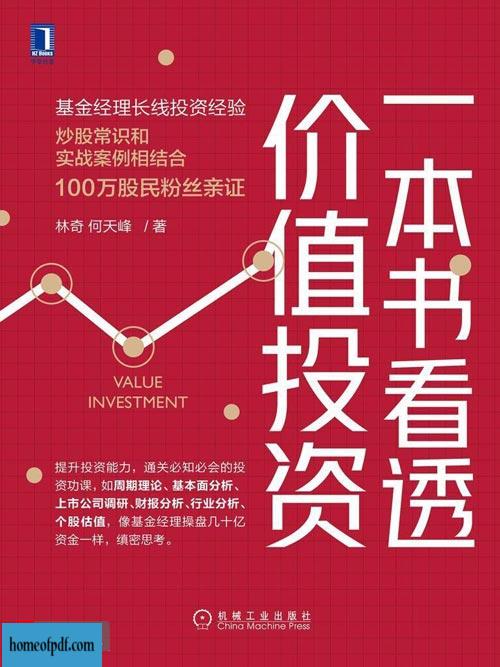 HZ BOOKS
华章经管
一本书看透
价值投资
基金经理长线投资经验
炒股常识和
实战案例相结合
100万股民粉丝亲证
林奇 何天峰 / 著
VALUE
INVESTMENT
提升投资能力，通关必知必会的投
资功课，如周期理论、基本面分析、
上市公司调研、财报分析、行业分析、
个股估值，像基金经理操盘几十亿
资金一样，缜密思考。
机械工业出版社
China Machine Press
homeofpdf.com